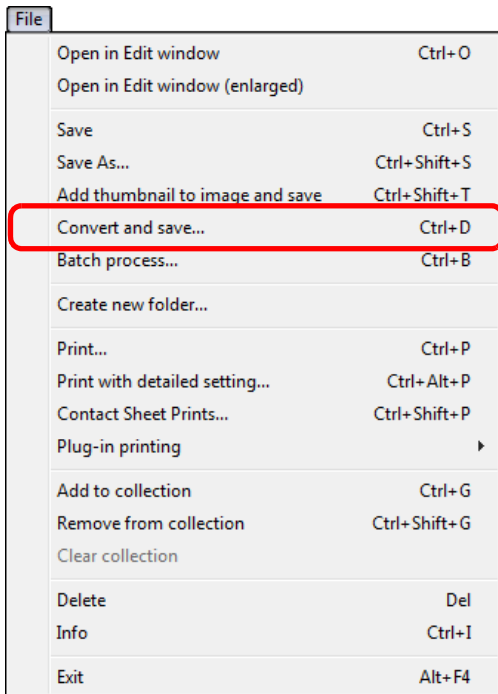 File
Open in Edit window Ctrl+O
Open in Edit window (enlarged)
Save Ctrl+S
Save As... Ctrl+Shift+S
Add thumbnail to image and save Ctrl+Shift+T
Convert and save... Ctrl+D
Batch process... Ctrl+B
Create new folder...
Print... Ctrl+P
Print with detailed setting... Ctrl+Alt+P
Contact Sheet Prints... Ctrl+Shift+P
Plug-in printing
Add to collection Ctrl+G
Remove from collection Ctrl+Shift+G
Clear collection
Delete Del
Info Ctrl+I
Exit Alt+F4